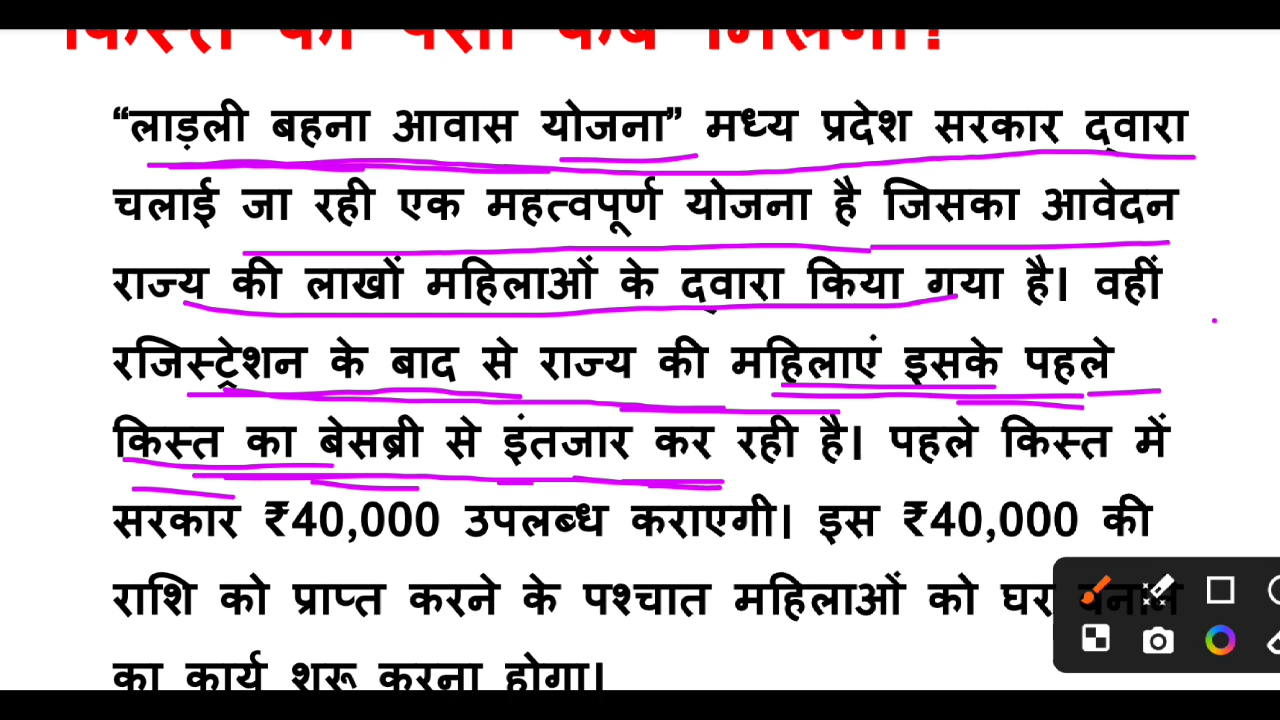 किस्त का पैसा कब मिलेगा?
“लाड़ली बहना आवास योजना” मध्य प्रदेश सरकार द्वारा
चलाई जा रही एक महत्वपूर्ण योजना है जिसका आवेदन
राज्य की लाखों महिलाओं के द्वारा किया गया है। वहीं
रजिस्ट्रेशन के बाद से राज्य की महिलाएं इसके पहले
किस्त का बेसब्री से इंतजार कर रही है। पहले किस्त में
सरकार ₹40,000 उपलब्ध कराएगी। इस ₹40,000 की
राशि को प्राप्त करने के पश्चात महिलाओं को घर बनाने
का कार्य शुरू करना होगा।